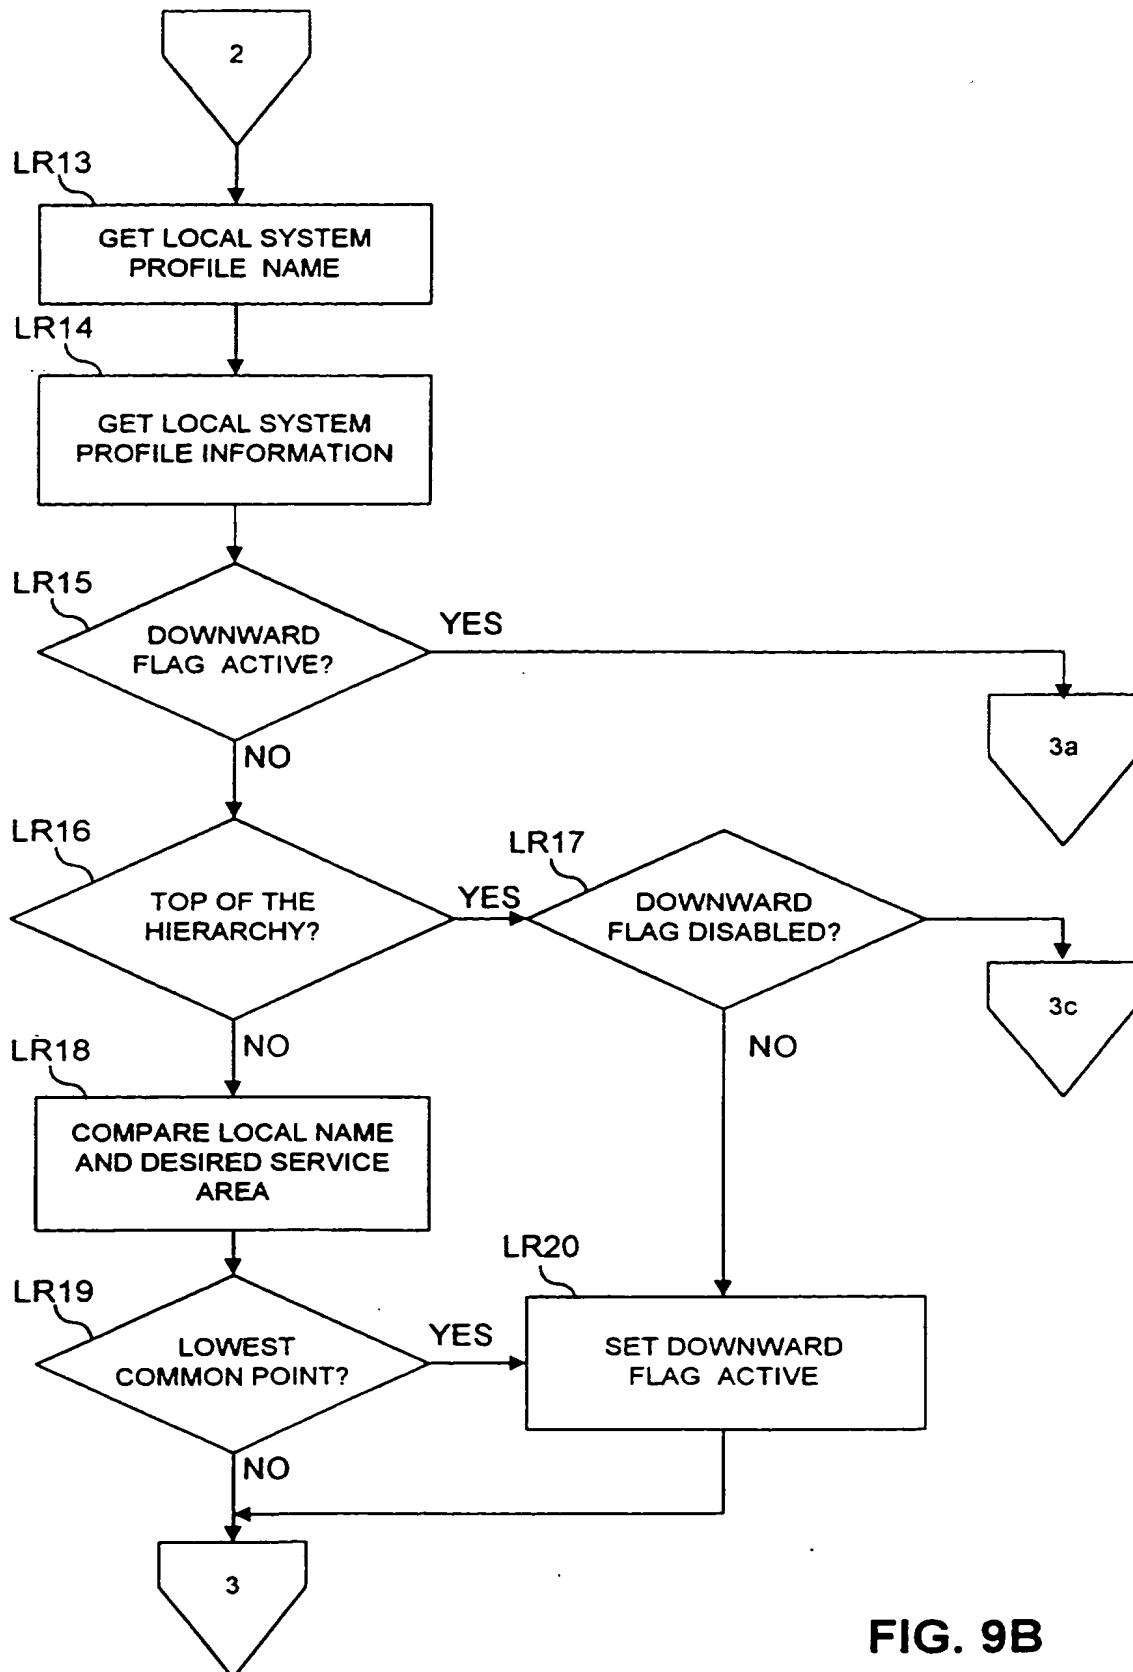 2
LR13
GET LOCAL SYSTEM
PROFILE NAME
LR14
GET LOCAL SYSTEM
PROFILE INFORMATION
LR15
DOWNWARD
FLAG ACTIVE?
YES
3a
NO
LR16
TOP OF THE
HIERARCHY?
YES
LR17
DOWNWARD
FLAG DISABLED?
3c
NO
NO
LR18
COMPARE LOCAL NAME
AND DESIRED SERVICE
AREA
LR19
LOWEST
COMMON POINT?
YES
LR20
SET DOWNWARD
FLAG ACTIVE
NO
3
FIG. 9B